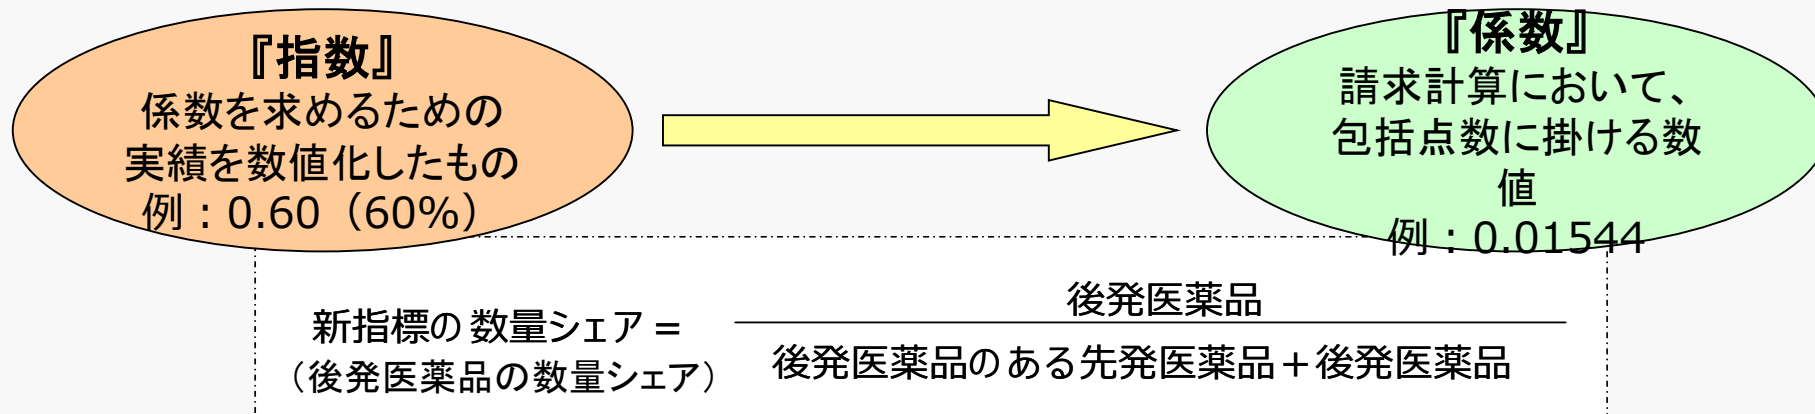 『指数』
係数を求めるための
実績を数値化したもの
例：0.60（60%）
『係数』
請求計算において、
包括点数に掛ける数
値
例：0.01544
新指標の数量シェア＝
（後発医薬品の数量シェア）
後発医薬品
後発医薬品のある先発医薬品＋後発医薬品